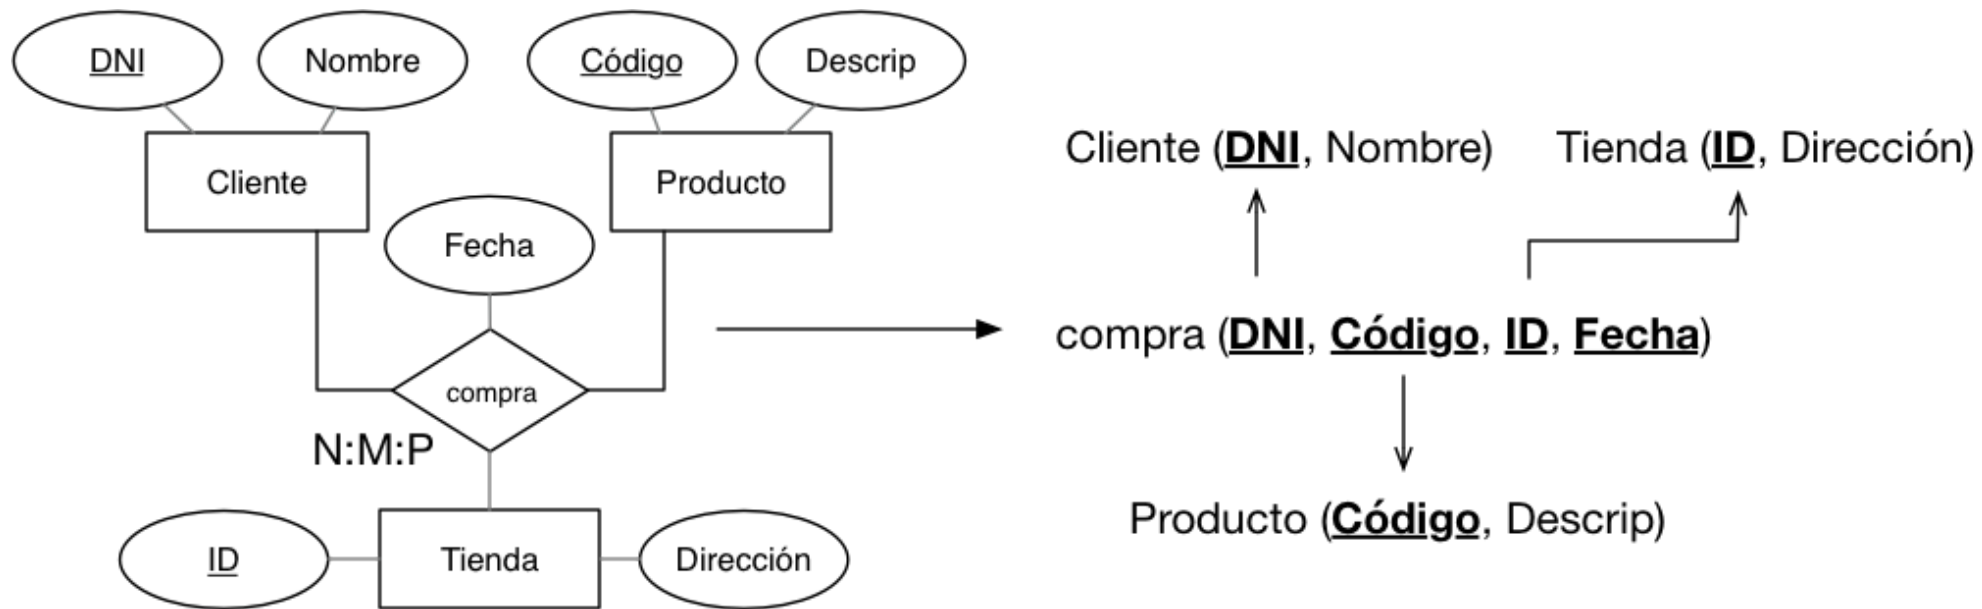 DNI
Nombre
Código
Descrip
Cliente
Producto
Fecha
compra
N:M:P
ID
Tienda
Dirección
Cliente (DNI, Nombre)
Tienda (ID, Dirección)
compra (DNI, Código, ID, Fecha)
Producto (Código, Descrip)